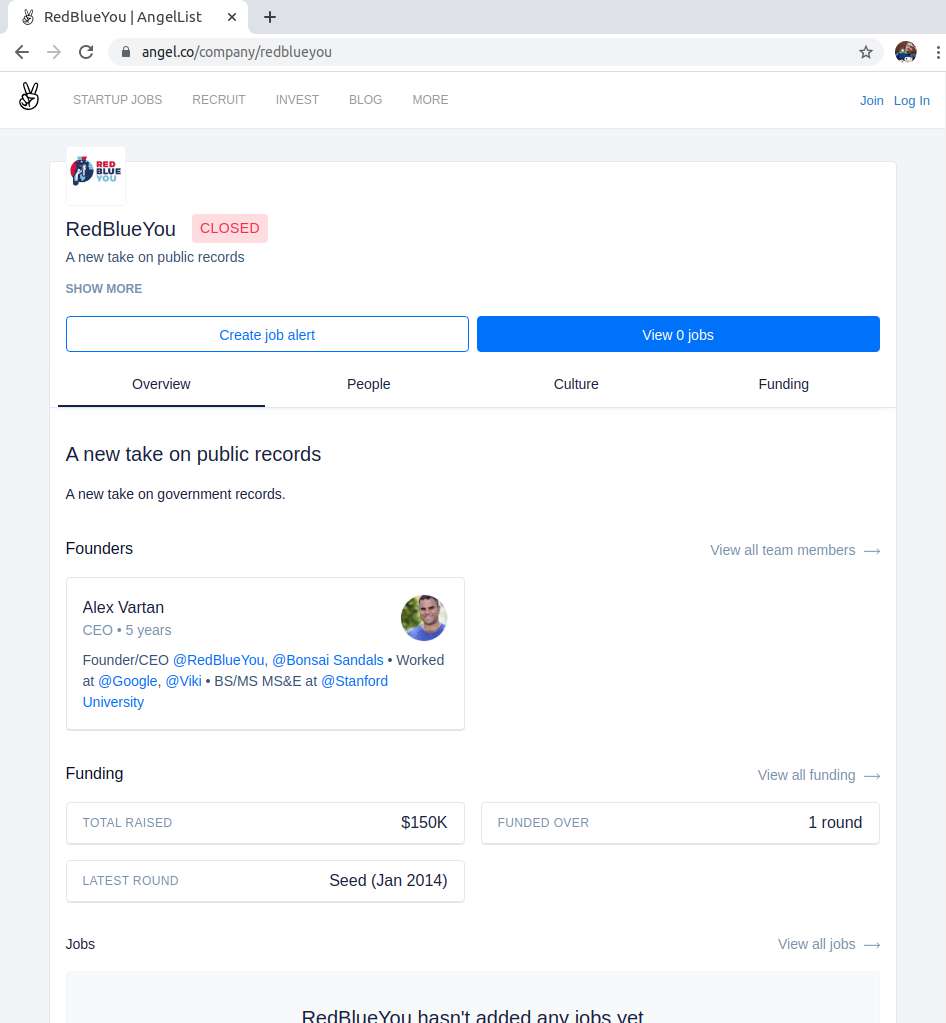 RedBlueYou | AngelList
angel.co/company/redblueyou
STARTUP JOBS RECRUIT INVEST BLOG MORE Join Log In
RED
BLUE
YOU
RedBlueYou CLOSED
A new take on public records
SHOW MORE
Create job alert View 0 jobs
Overview People Culture Funding
A new take on public records
A new take on government records.
Founders View all team members →
Alex Vartan
CEO • 5 years
Founder/CEO @RedBlueYou, @Bonsai Sandals • Worked
at @Google, @Viki • BS/MS MS&E at @Stanford
University
Funding View all funding →
TOTAL RAISED $150K FUNDED OVER 1 round
LATEST ROUND Seed (Jan 2014)
Jobs View all jobs →
RedBlueYou hasn't added any jobs yet